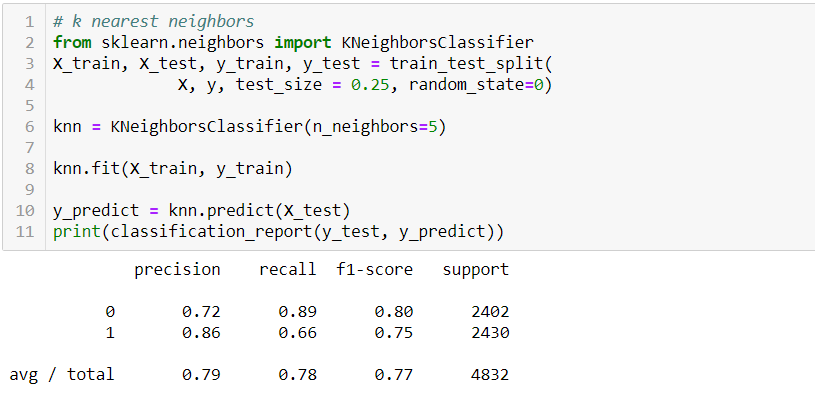 1 # k nearest neighbors
2 from sklearn.neighbors import KNeighborsClassifier
3 X_train, X_test, y_train, y_test = train_test_split(
4             X, y, test_size = 0.25, random_state=0)
5
6 knn = KNeighborsClassifier(n_neighbors=5)
7
8 knn.fit(X_train, y_train)
9
10 y_predict = knn.predict(X_test)
11 print(classification_report(y_test, y_predict))
precision    recall  f1-score   support
0       0.72      0.89      0.80      2402
1       0.86      0.66      0.75      2430
avg / total       0.79      0.78      0.77      4832